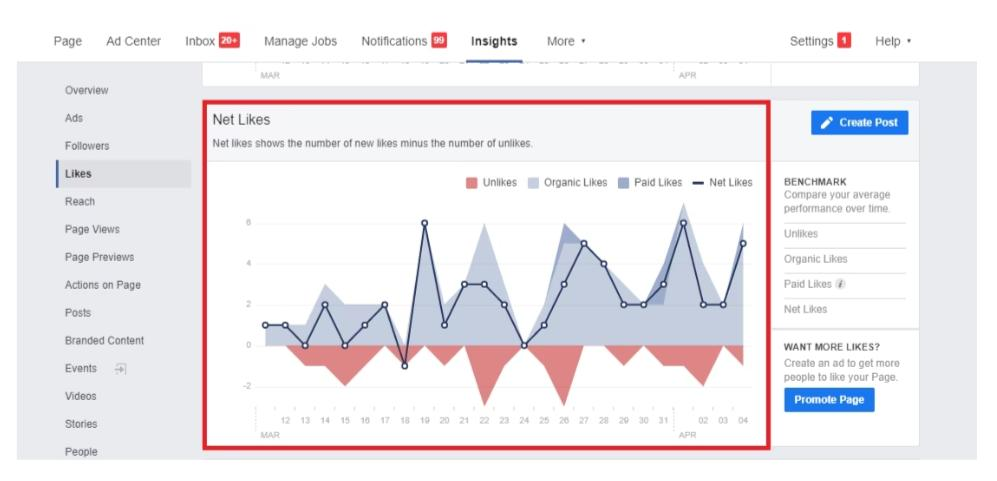 Page Ad Center Inbox 20+ Manage Jobs Notifications 99 Insights More Settings 1 Help
MAR APR
Overview
Ads
Followers
Likes
Reach
Page Views
Page Previews
Actions on Page
Posts
Branded Content
Events
Videos
Stories
People
Net Likes
Net likes shows the number of new likes minus the number of unlikes.
Unlikes Organic Likes Paid Likes Net Likes
6
4
2
0
-2
12 13 14 15 16 17 18 19 20 21 22 23 24 25 26 27 28 29 30 31 02 03 04
MAR APR
Create Post
BENCHMARK
Compare your average
performance over time.
Unlikes
Organic Likes
Paid Likes i
Net Likes
WANT MORE LIKES?
Create an ad to get more
people to like your Page.
Promote Page